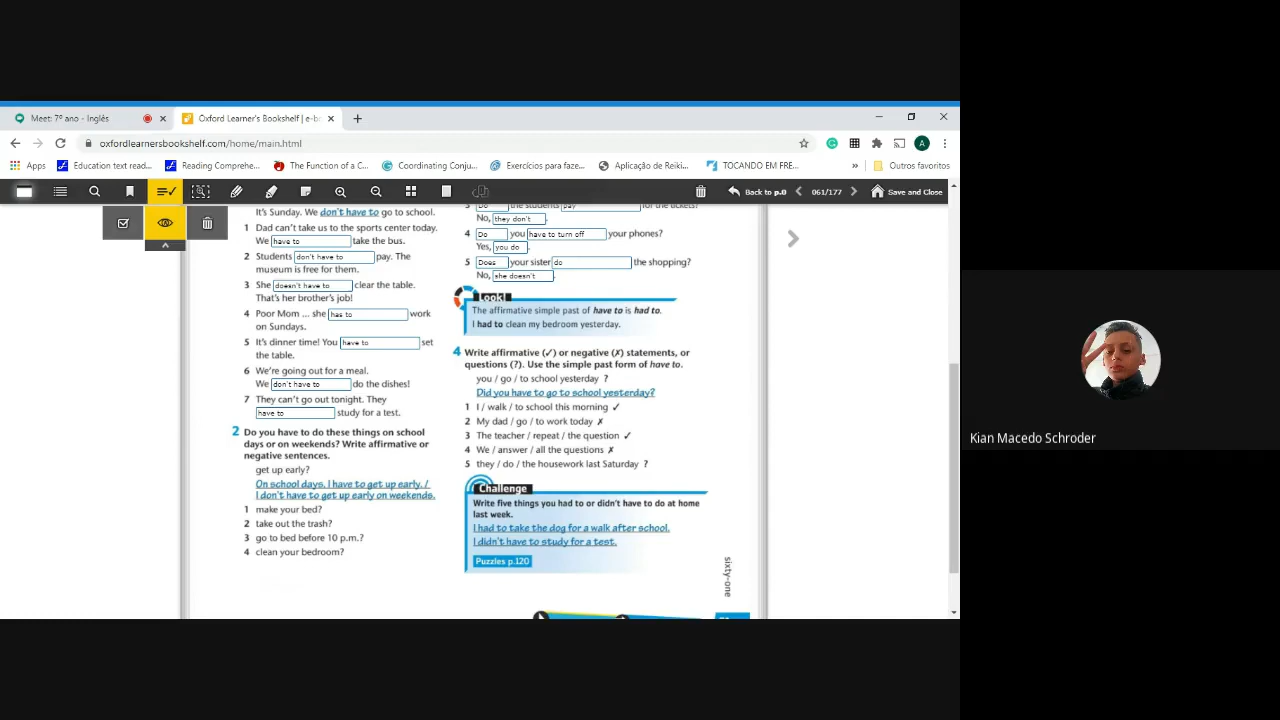 Meet: 7º ano - Inglês
Oxford Learner's Bookshelf | e-b
oxfordlearnersbookshelf.com/home/main.html
A
Apps
Education text read...
Reading Comprehe...
The Function of a C...
Coordinating Conju...
Exercícios para faze...
Aplicação de Reiki...
TOCANDO EM FRE...
»
Outros favoritos
Back to p.0
061/177
Save and Close
It's Sunday. We don't have to go to school.
1 Dad can't take us to the sports center today.
We have to take the bus.
2 Students don't have to pay. The
museum is free for them.
3 She doesn't have to clear the table.
That's her brother's job!
4 Poor Mom ... she has to work
on Sundays.
5 It's dinner time! You have to set
the table.
6 We're going out for a meal.
We don't have to do the dishes!
7 They can't go out tonight. They
have to study for a test.
2 Do you have to do these things on school
days or on weekends? Write affirmative or
negative sentences.
get up early?
On school days, I have to get up early. /
I don't have to get up early on weekends.
1 make your bed?
2 take out the trash?
3 go to bed before 10 p.m.?
4 clean your bedroom?
3 Do the students pay for the tickets?
No, they don't.
4 Do you have to turn off your phones?
Yes, you do.
5 Does your sister do the shopping?
No, she doesn't.
Look
The affirmative simple past of have to is had to.
I had to clean my bedroom yesterday.
4 Write affirmative (✓) or negative (✗) statements, or
questions (?). Use the simple past form of have to.
you / go / to school yesterday ?
Did you have to go to school yesterday?
1 I / walk / to school this morning ✓
2 My dad / go / to work today ✗
3 The teacher / repeat / the question ✓
4 We / answer / all the questions ✗
5 they / do / the housework last Saturday ?
Challenge
Write five things you had to or didn't have to do at home
last week.
I had to take the dog for a walk after school.
I didn't have to study for a test.
Puzzles p.120
sixty-one
Kian Macedo Schroder